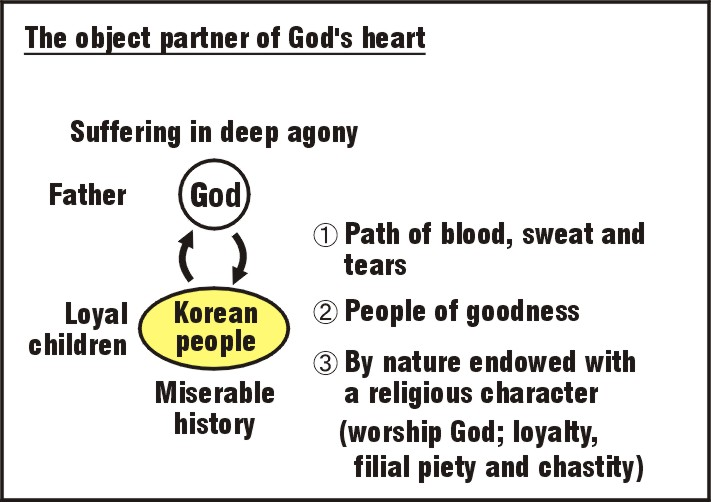 The object partner of God's heart
Suffering in deep agony
Father
God
Loyal
children
Korean
people
Miserable
history
① Path of blood, sweat and
tears
② People of goodness
③ By nature endowed with
a religious character
(worship God; loyalty,
filial piety and chastity)